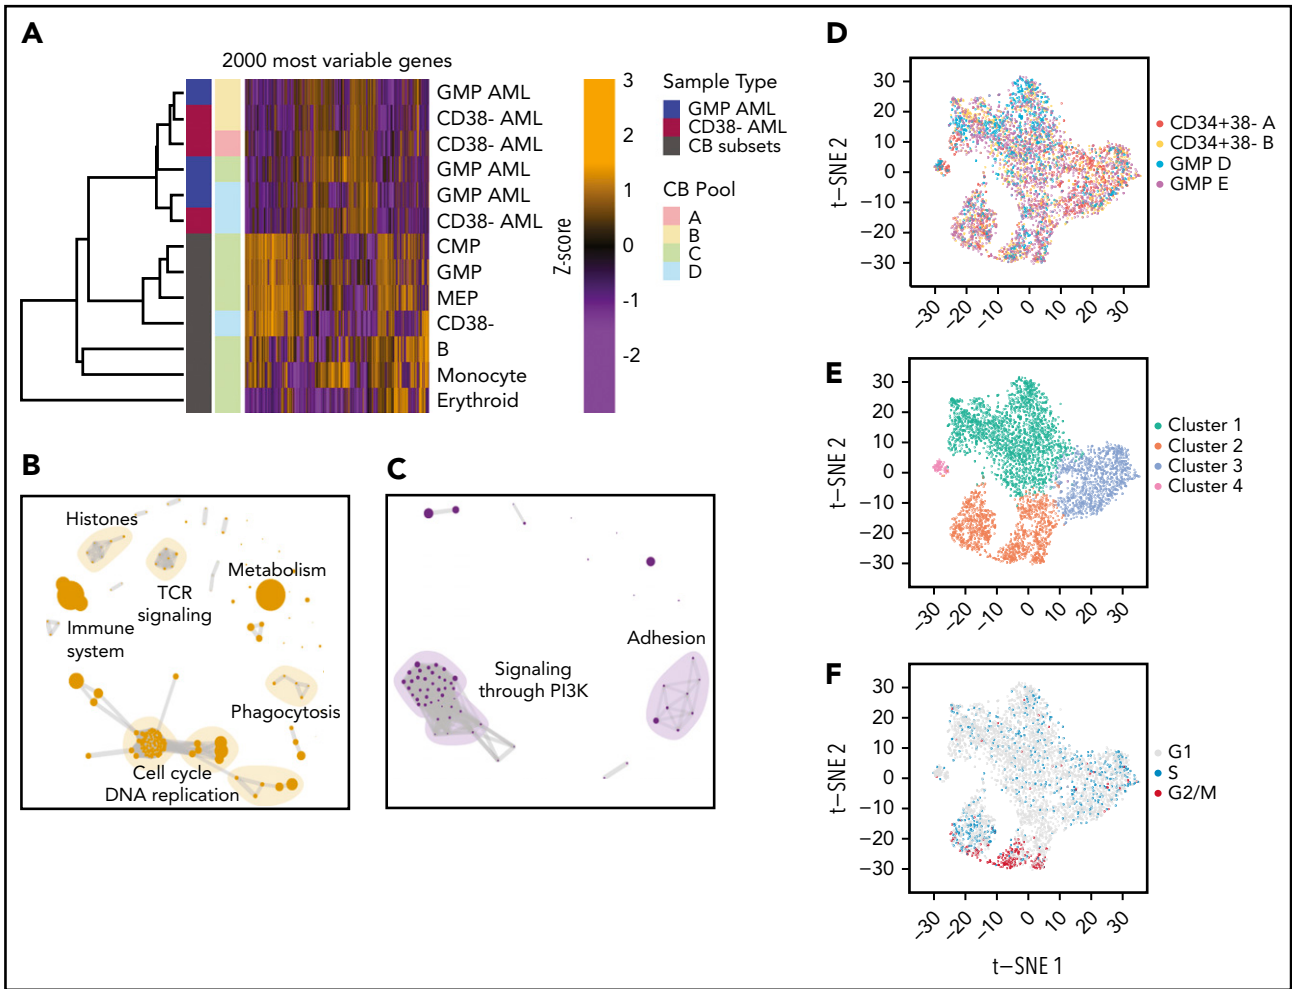 A
2000 most variable genes
GMP AML
CD38- AML
CD38- AML
GMP AML
GMP AML
CD38- AML
CMP
GMP
MEP
CD38-
B
Monocyte
Erythroid
Z-score
3
2
1
0
-1
-2
Sample Type
GMP AML
CD38- AML
CB subsets
CB Pool
A
B
C
D
B
Histones
TCR
signaling
Metabolism
Immune
system
Phagocytosis
Cell cycle
DNA replication
C
Signaling
through PI3K
Adhesion
D
t–SNE 2
30
20
10
0
−10
−20
−30
−30
−20
−10
0
10
20
30
CD34+38- A
CD34+38- B
GMP D
GMP E
E
t–SNE 2
30
20
10
0
−10
−20
−30
−30
−20
−10
0
10
20
30
Cluster 1
Cluster 2
Cluster 3
Cluster 4
F
t–SNE 2
30
20
10
0
−10
−20
−30
−30
−20
−10
0
10
20
30
G1
S
G2/M
t–SNE 1